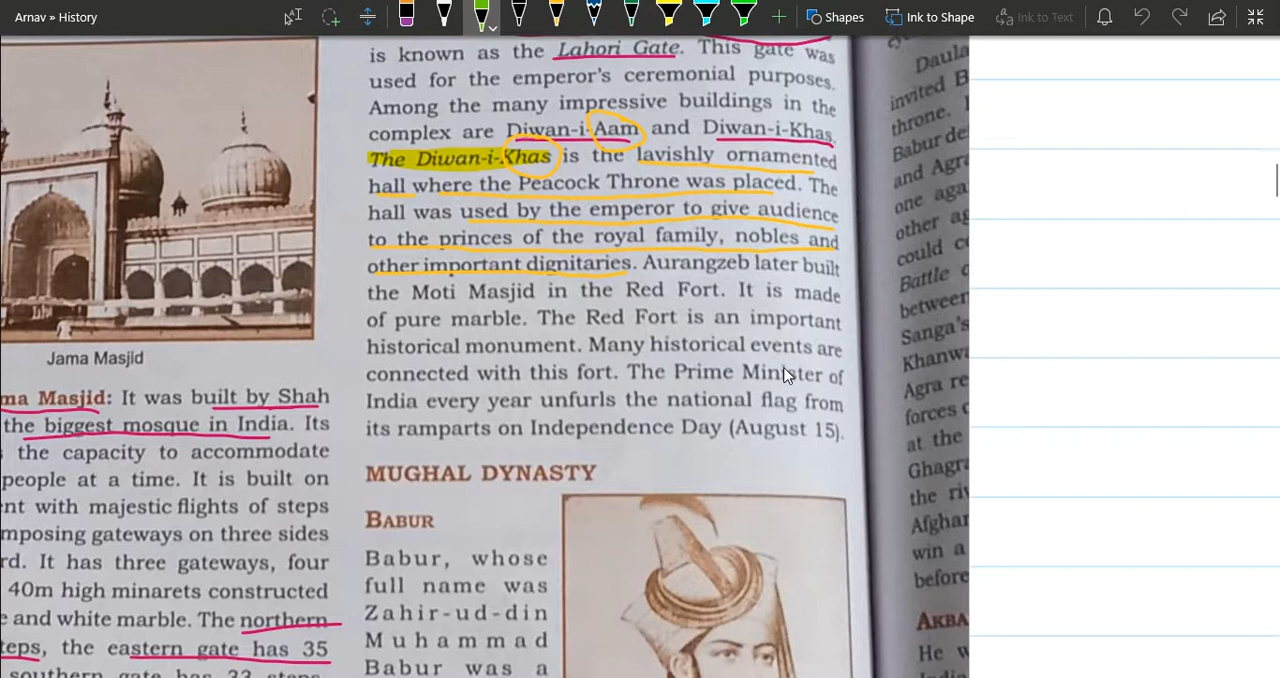 Arnav » History
Shapes
Ink to Shape
Ink to Text
is known as the Lahori Gate. This gate was
used for the emperor's ceremonial purposes.
Among the many impressive buildings in the
complex are Diwan-i-Aam and Diwan-i-Khas.
The Diwan-i-Khas is the lavishly ornamented
hall where the Peacock Throne was placed. The
hall was used by the emperor to give audience
to the princes of the royal family, nobles and
other important dignitaries. Aurangzeb later built
the Moti Masjid in the Red Fort. It is made
of pure marble. The Red Fort is an important
historical monument. Many historical events are
connected with this fort. The Prime Minister of
India every year unfurls the national flag from
its ramparts on Independence Day (August 15).
MUGHAL DYNASTY
BABUR
Babur, whose
full name was
Zahir-ud-din
Muhammad
Babur was a
Jama Masjid
ma Masjid: It was built by Shah
the biggest mosque in India. Its
the capacity to accommodate
people at a time. It is built on
nt with majestic flights of steps
mposing gateways on three sides
rd. It has three gateways, four
40m high minarets constructed
e and white marble. The northern
teps, the eastern gate has 35
southern gate has 33 steps.
Daula
invited B
throne.
Babur de
and Agra
one aga
other ag
could c
Battle
between
Sanga's
Khanwa
Agra re
forces
at the
Ghagra
the riv
Afghan
win a
before
AKBA
He w
India